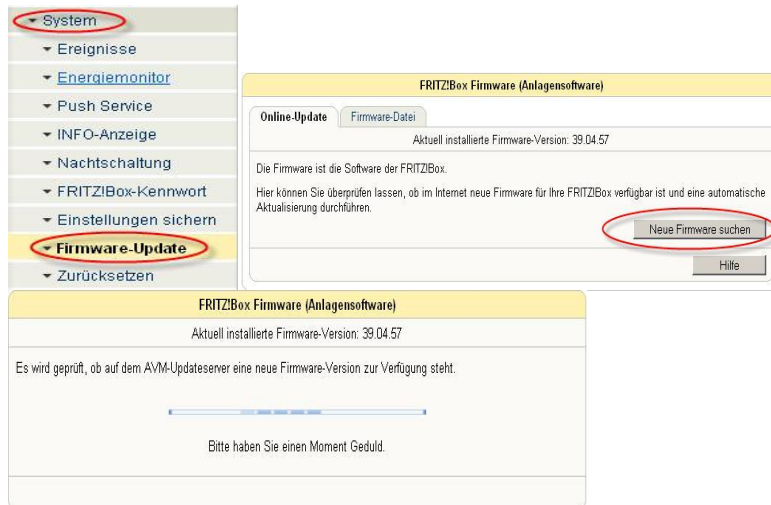 System
Ereignisse
Energiemonitor
Push Service
INFO-Anzeige
Nachtschaltung
FRITZ!Box-Kennwort
Einstellungen sichern
Firmware-Update
Zurücksetzen
FRITZ!Box Firmware (Anlagensoftware)
Online-Update Firmware-Datei
Aktuell installierte Firmware-Version: 39.04.57
Die Firmware ist die Software der FRITZ!Box.
Hier können Sie überprüfen lassen, ob im Internet neue Firmware für Ihre FRITZ!Box verfügbar ist und eine automatische
Aktualisierung durchführen.
Neue Firmware suchen
Hilfe
FRITZ!Box Firmware (Anlagensoftware)
Aktuell installierte Firmware-Version: 39.04.57
Es wird geprüft, ob auf dem AVM-Updateserver eine neue Firmware-Version zur Verfügung steht.
Bitte haben Sie einen Moment Geduld.